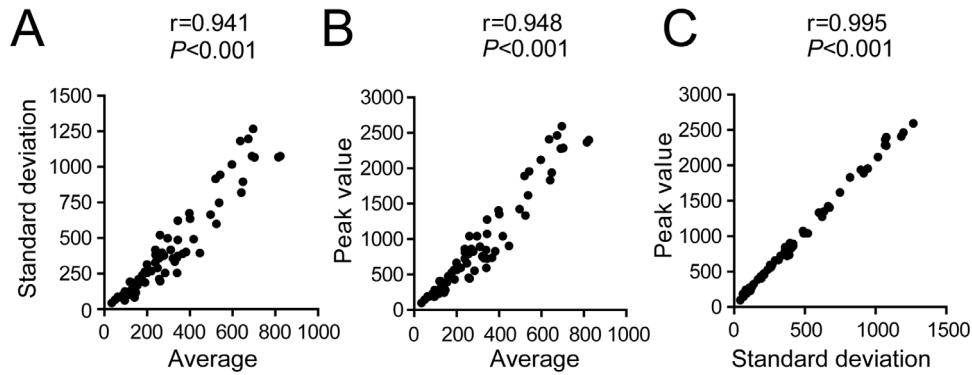 A
r=0.941
P<0.001
Standard deviation
1500
1250
1000
750
500
250
0
0 200 400 600 800 1000
Average
B
r=0.948
P<0.001
Peak value
3000
2500
2000
1500
1000
500
0
0 200 400 600 800 1000
Average
C
r=0.995
P<0.001
Peak value
3000
2500
2000
1500
1000
500
0
0 500 1000 1500
Standard deviation